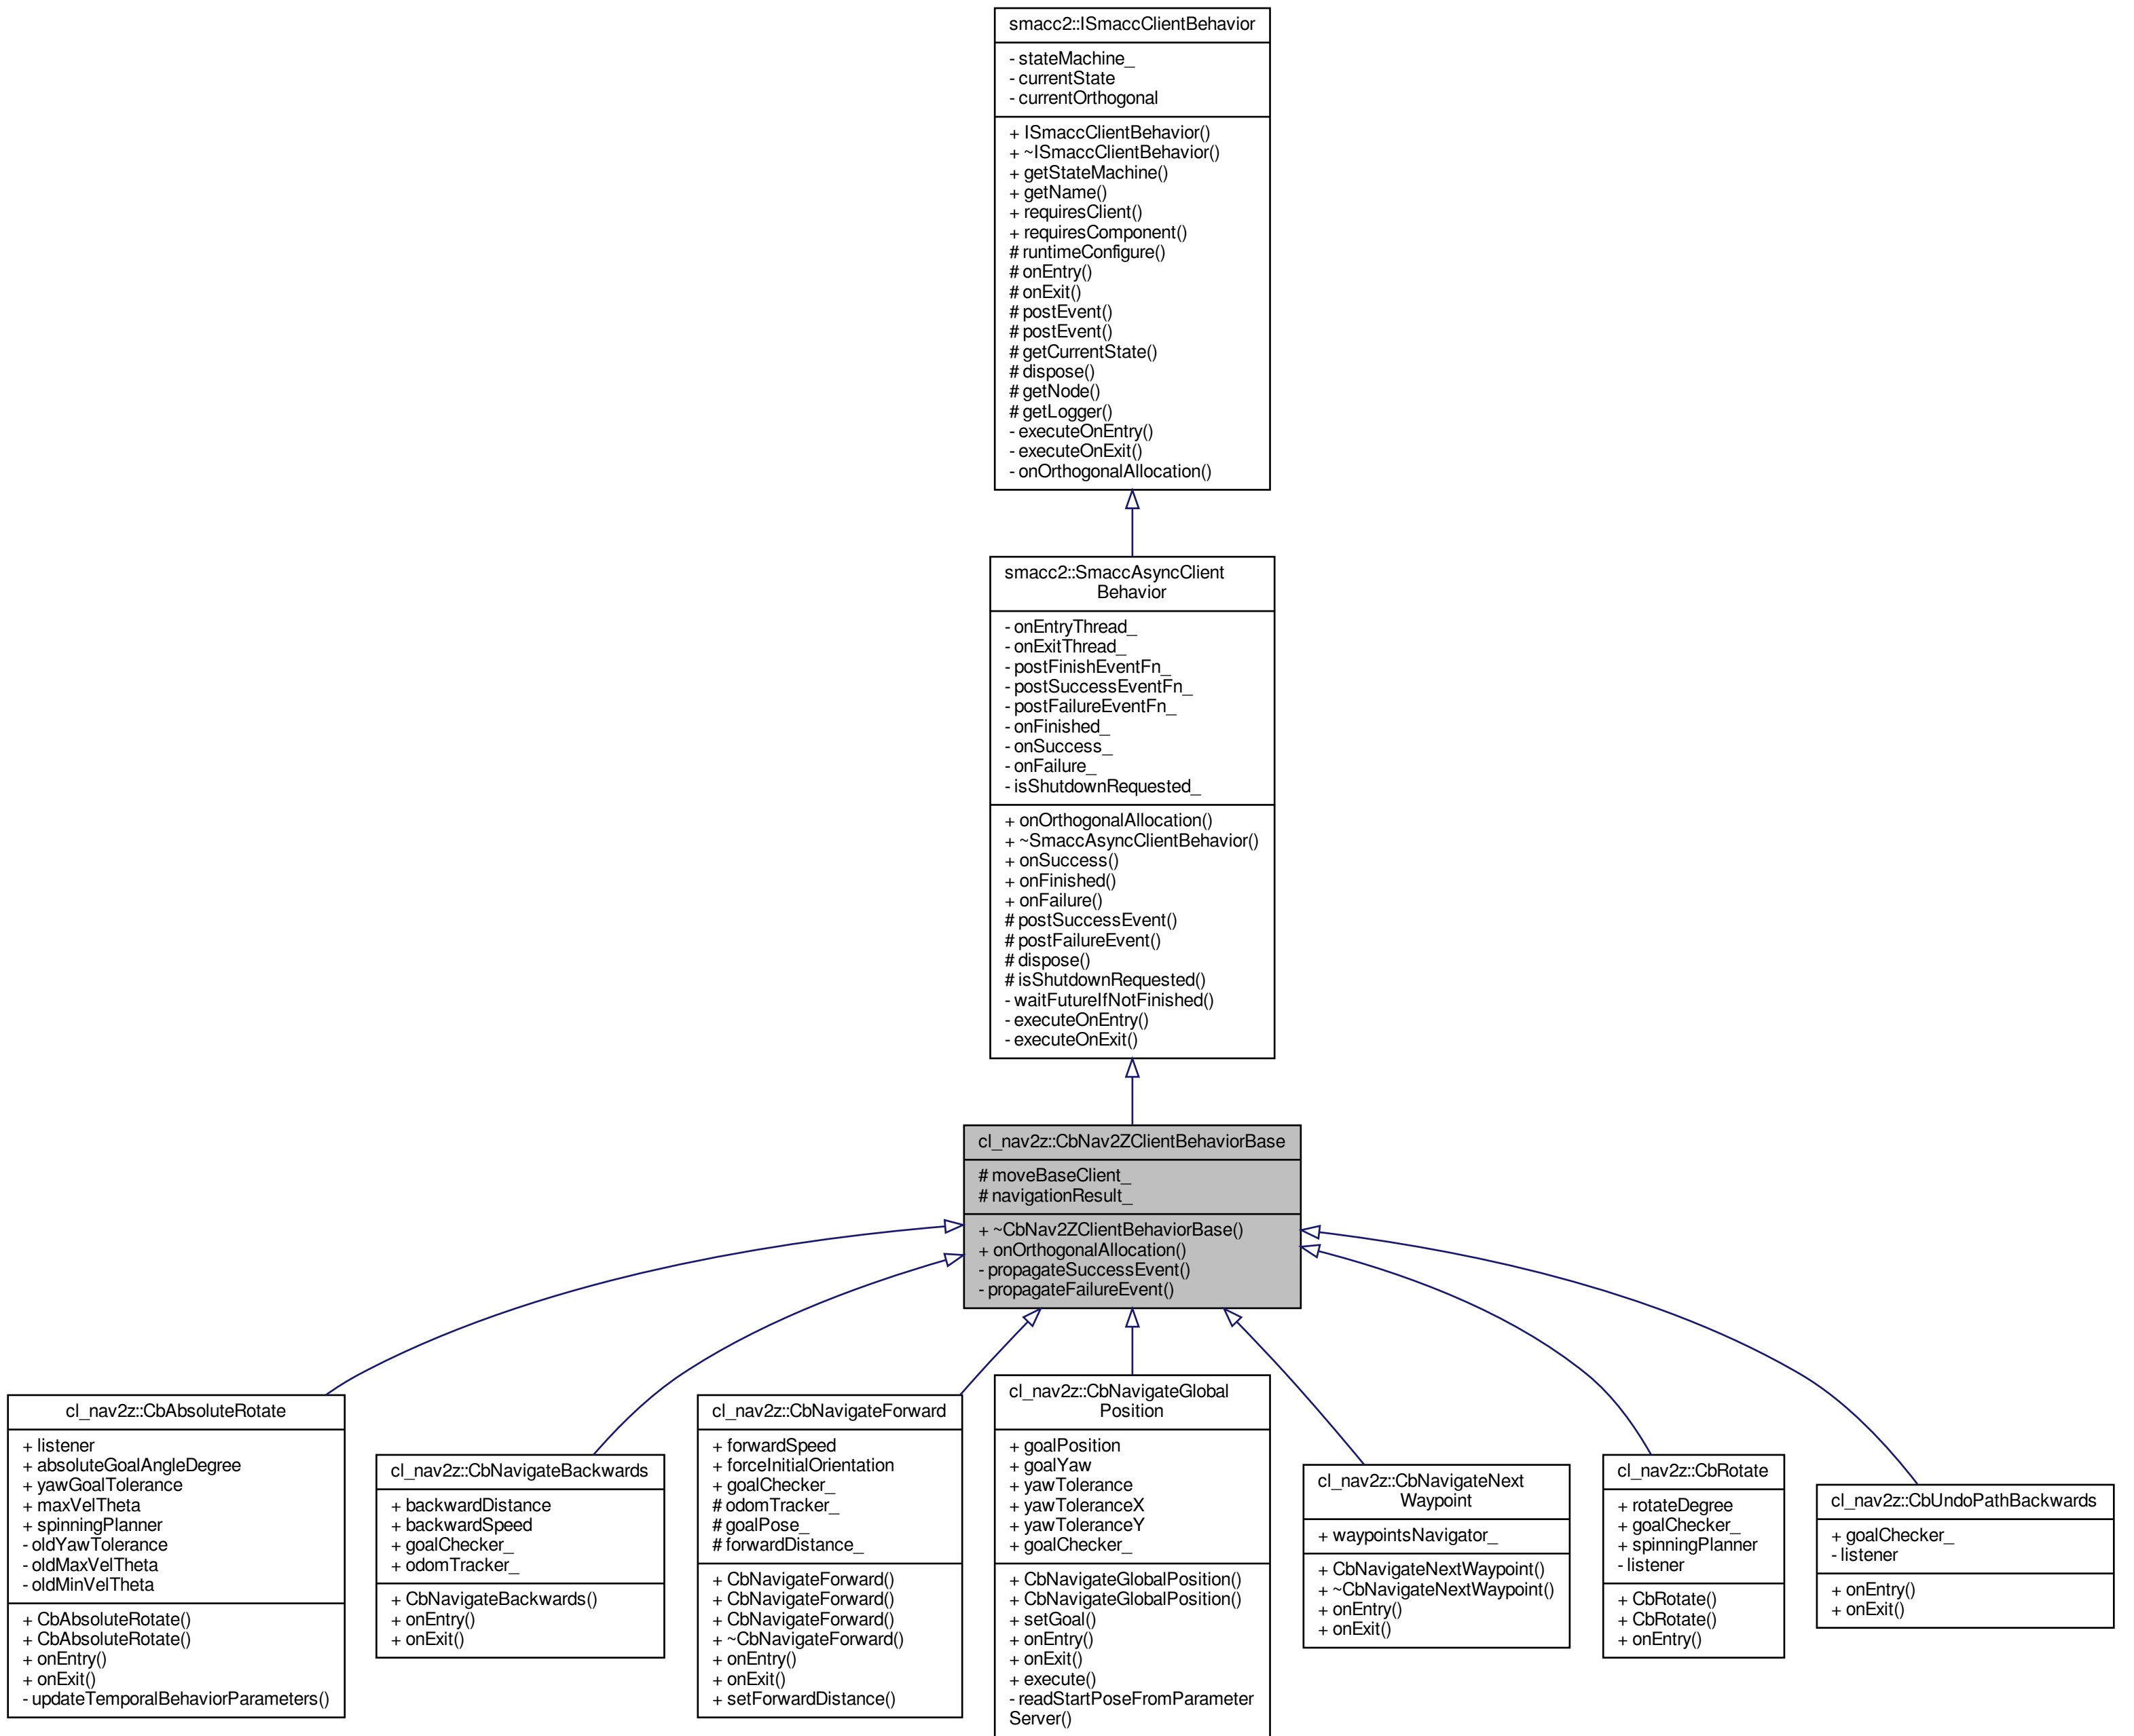 smacc2::ISmaccClientBehavior
- stateMachine_
- currentState
- currentOrthogonal
+ ISmaccClientBehavior()
+ ~ISmaccClientBehavior()
+ getStateMachine()
+ getName()
+ requiresClient()
+ requiresComponent()
# runtimeConfigure()
# onEntry()
# onExit()
# postEvent()
# postEvent()
# getCurrentState()
# dispose()
# getNode()
# getLogger()
- executeOnEntry()
- executeOnExit()
- onOrthogonalAllocation()
smacc2::SmaccAsyncClient
Behavior
- onEntryThread_
- onExitThread_
- postFinishEventFn_
- postSuccessEventFn_
- postFailureEventFn_
- onFinished_
- onSuccess_
- onFailure_
- isShutdownRequested_
+ onOrthogonalAllocation()
+ ~SmaccAsyncClientBehavior()
+ onSuccess()
+ onFinished()
+ onFailure()
# postSuccessEvent()
# postFailureEvent()
# dispose()
# isShutdownRequested()
- waitFutureIfNotFinished()
- executeOnEntry()
- executeOnExit()
cl_nav2z::CbNav2ZClientBehaviorBase
# moveBaseClient_
# navigationResult_
+ ~CbNav2ZClientBehaviorBase()
+ onOrthogonalAllocation()
- propagateSuccessEvent()
- propagateFailureEvent()
cl_nav2z::CbAbsoluteRotate
+ listener
+ absoluteGoalAngleDegree
+ yawGoalTolerance
+ maxVelTheta
+ spinningPlanner
- oldYawTolerance
- oldMaxVelTheta
- oldMinVelTheta
+ CbAbsoluteRotate()
+ CbAbsoluteRotate()
+ onEntry()
+ onExit()
- updateTemporalBehaviorParameters()
cl_nav2z::CbNavigateBackwards
+ backwardDistance
+ backwardSpeed
+ goalChecker_
+ odomTracker_
+ CbNavigateBackwards()
+ onEntry()
+ onExit()
cl_nav2z::CbNavigateForward
+ forwardSpeed
+ forceInitialOrientation
+ goalChecker_
# odomTracker_
# goalPose_
# forwardDistance_
+ CbNavigateForward()
+ CbNavigateForward()
+ CbNavigateForward()
+ ~CbNavigateForward()
+ onEntry()
+ onExit()
+ setForwardDistance()
cl_nav2z::CbNavigateGlobal
Position
+ goalPosition
+ goalYaw
+ yawTolerance
+ yawToleranceX
+ yawToleranceY
+ goalChecker_
+ CbNavigateGlobalPosition()
+ CbNavigateGlobalPosition()
+ setGoal()
+ onEntry()
+ onExit()
+ execute()
- readStartPoseFromParameter
Server()
cl_nav2z::CbNavigateNext
Waypoint
+ waypointsNavigator_
+ CbNavigateNextWaypoint()
+ ~CbNavigateNextWaypoint()
+ onEntry()
+ onExit()
cl_nav2z::CbRotate
+ rotateDegree
+ goalChecker_
+ spinningPlanner
- listener
+ CbRotate()
+ CbRotate()
+ onEntry()
cl_nav2z::CbUndoPathBackwards
+ goalChecker_
- listener
+ onEntry()
+ onExit()